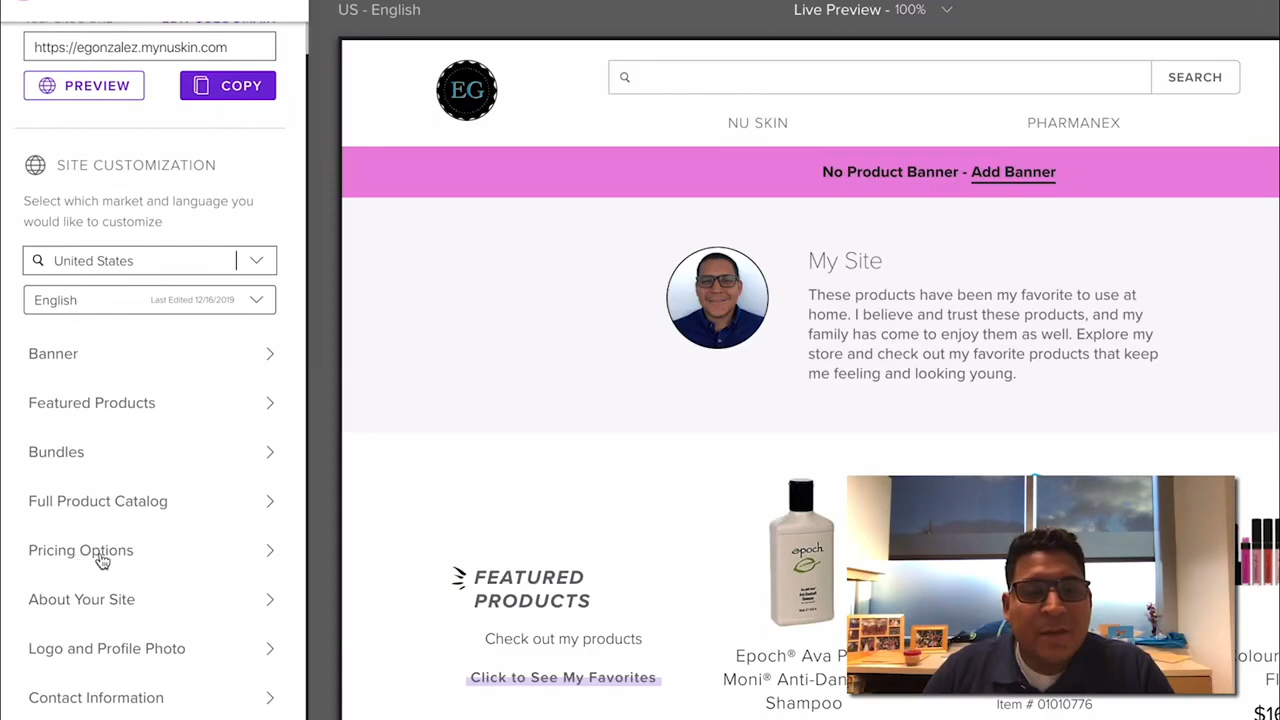 https://egonzalez.mynuskin.com
PREVIEW
COPY
SITE CUSTOMIZATION
Select which market and language you
would like to customize
United States
English
Last Edited 12/16/2019
Banner
Featured Products
Bundles
Full Product Catalog
Pricing Options
About Your Site
Logo and Profile Photo
Contact Information
US - English
Live Preview - 100%
EG
SEARCH
NU SKIN
PHARMANEX
No Product Banner - Add Banner
My Site
These products have been my favorite to use at
home. I believe and trust these products, and my
family has come to enjoy them as well. Explore my
store and check out my favorite products that keep
me feeling and looking young.
FEATURED
PRODUCTS
Check out my products
Click to See My Favorites
epoch
Epoch® Ava
Moni® Anti-Dan
Shampoo
Item # 01010776